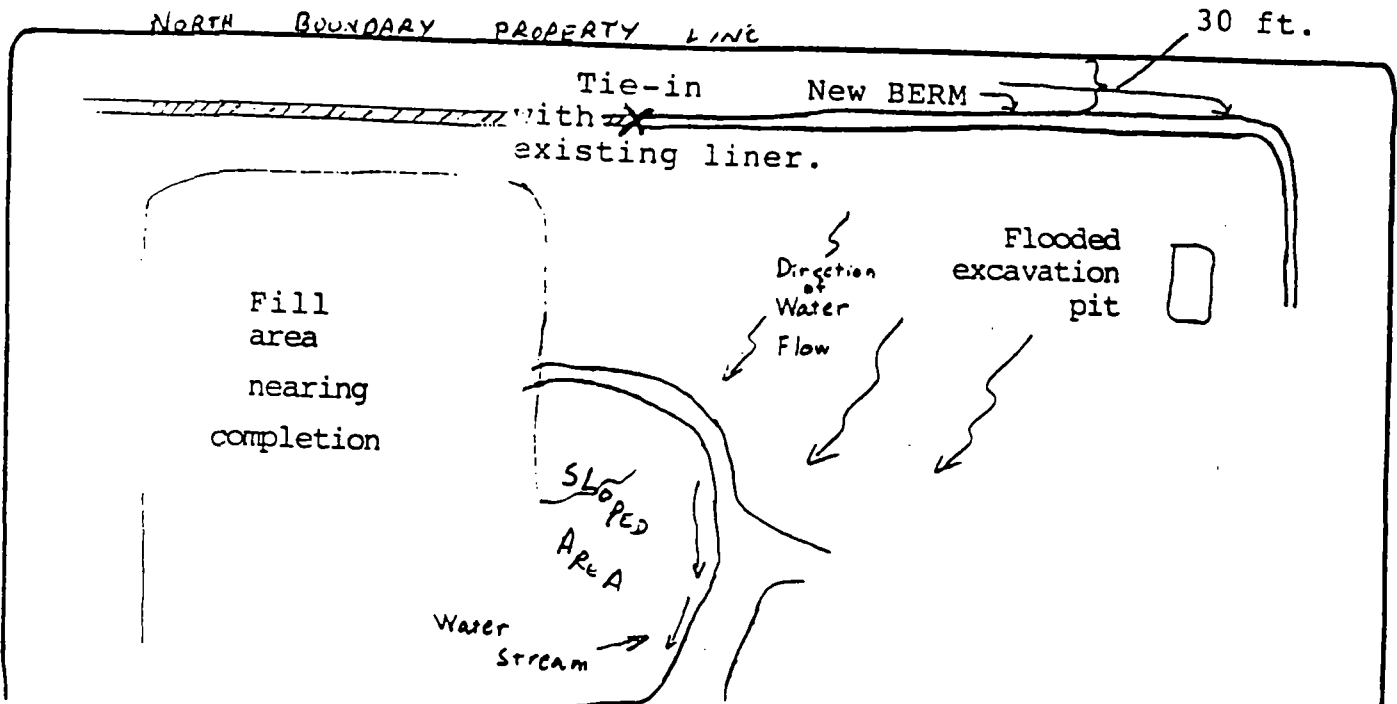 NORTH BOUNDARY PROPERTY LINE
30 ft.
Tie-in
with
existing liner.
New BERM
Flooded
excavation
pit
Direction
of
Water
Flow
Fill
area
nearing
completion
SLOPED
AREA
Water
Stream